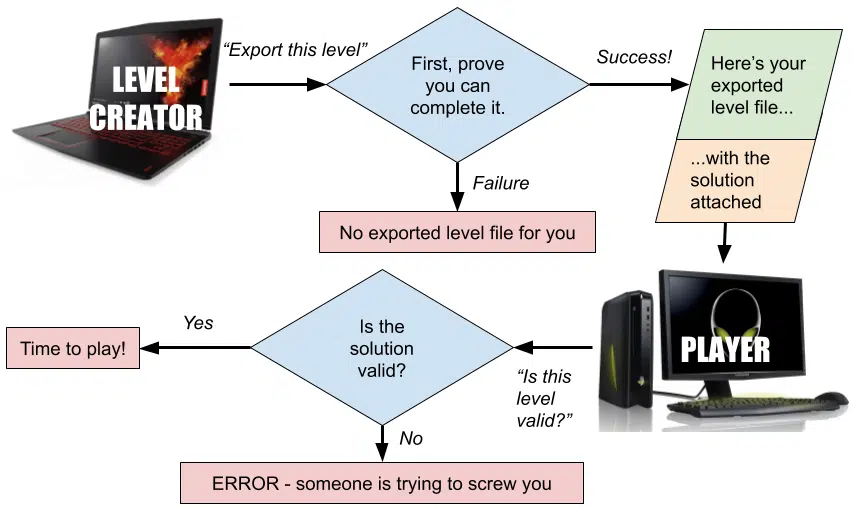 “Export this level”
LEVEL
CREATOR
First, prove
you can
complete it.
Success!
Here’s your
exported
level file...
...with the
solution
attached
Failure
No exported level file for you
PLAYER
“Is this
level
valid?”
Is the
solution
valid?
Yes
Time to play!
No
ERROR - someone is trying to screw you